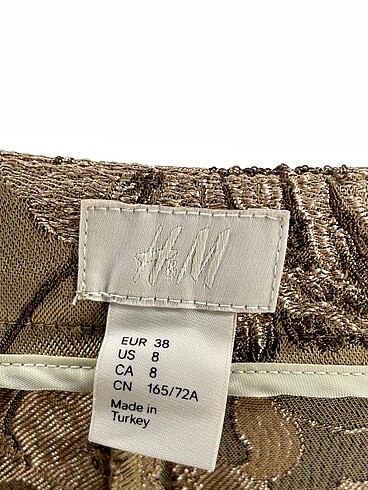 H&M
EUR 38
US 8
CA 8
CN 165/72A
Made in
Turkey